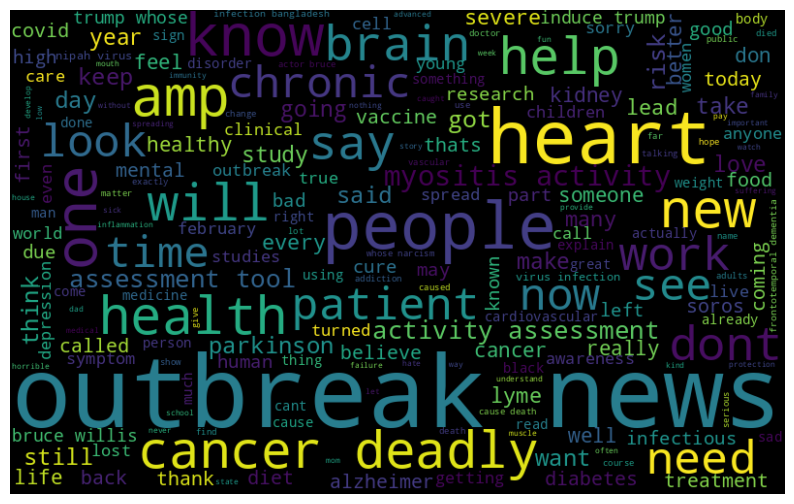 infection bangladesh
advanced
trump whose
covid
sign
know
brain
cell
severe
induce trump
body
sorry
good
doctor
died
year
nipah virus
mouth
actor bruce
help
fun
public
high
feel
disorder
young
week
risk
better
women
don
care
keep
immunity
something
today
amp
chronic
research
kidney
family
day
going
vaccine
got
children
lead
take
develop
low
without
change
caught
use
pay
done
clinical
look
healthy
say
heart
anyone
first
spreading
study
thats
nothing
story
far
important
hope
watch
mental
outbreak
myositis activity
talking
love
even
one
matter
exactly
true
vascular
weight
food
suffering
house
man
sick
will
bad
said
spread
part
someone
new
inflammation
right
people
many
call
actually
name
world
lot
february
provide
explain
due
time
every
whose narcism
make
work
coming
studies
cure
may
virus infection
great
adults
come
using
addiction
known
now
see
live
frontotemporal dementia
think
depression
assessment tool
medicine
caused
patient
cardiovascular
left
soros
dad
health
give
already
medical
turned
activity assessment
dont
called
parkinson
believe
cancer
really
symptom
person
human
thing
awareness
horrible
show
failure
hate
way
black
kind
protection
much
cant
let
lyme
understand
outbreak news
school
cause
cause death
serious
bruce willis
never
find
death
muscle
read
often
well
infectious
sad
still
lost
cancer deadly
want
need
state
mom
course
life
back
thank
diet
alzheimer
getting
diabetes
treatment